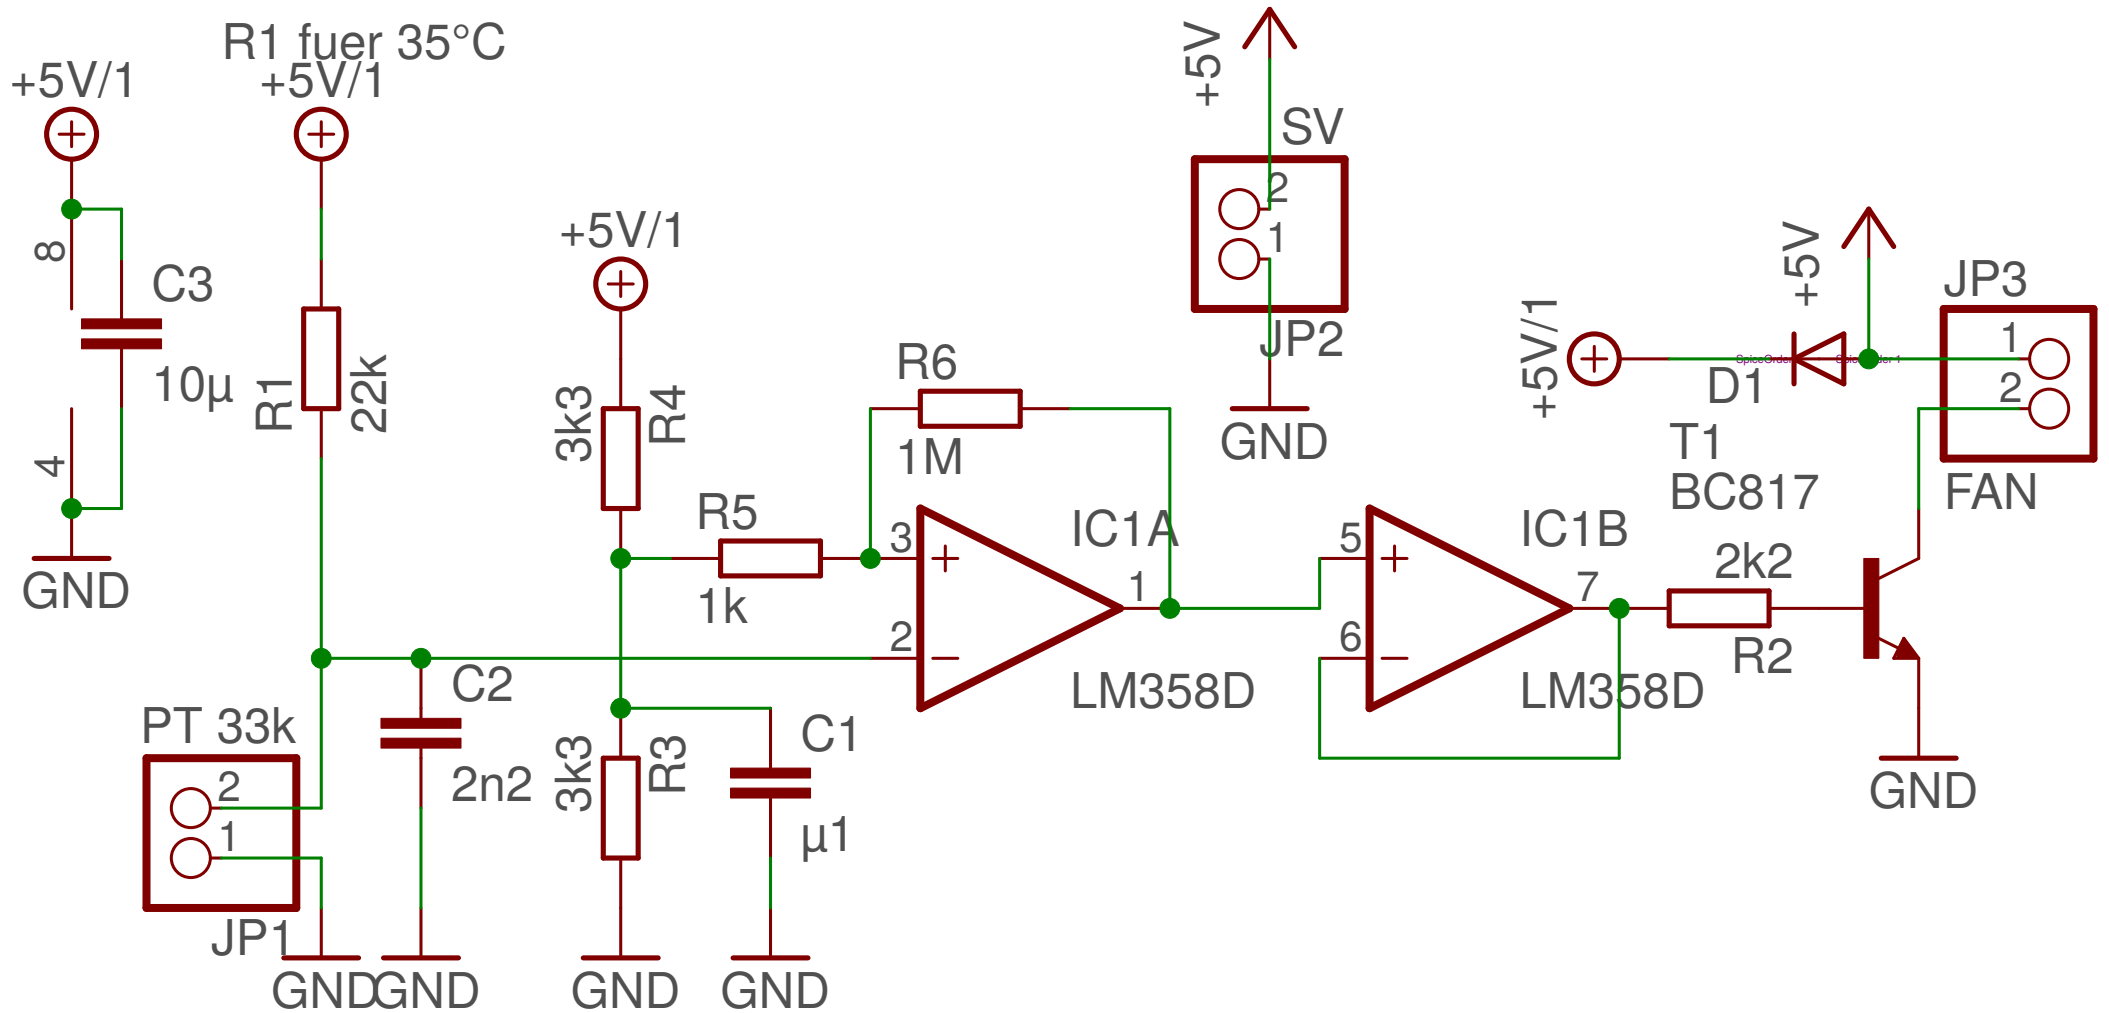 R1 fuer 35°C
+5V/1
+5V/1
8
C3
10µ
4
GND
R1
22k
+5V/1
3k3
R4
R5
1k
R6
1M
3
2
IC1A
1
LM358D
+5V
SV
2
1
JP2
GND
5
6
IC1B
7
LM358D
+5V/1
SpiceOrder
D1
+5V
JP3
1
2
FAN
T1
BC817
2k2
R2
GND
PT 33k
2
1
JP1
GND
C2
2n2
GND
3k3
R3
GND
C1
µ1
GND